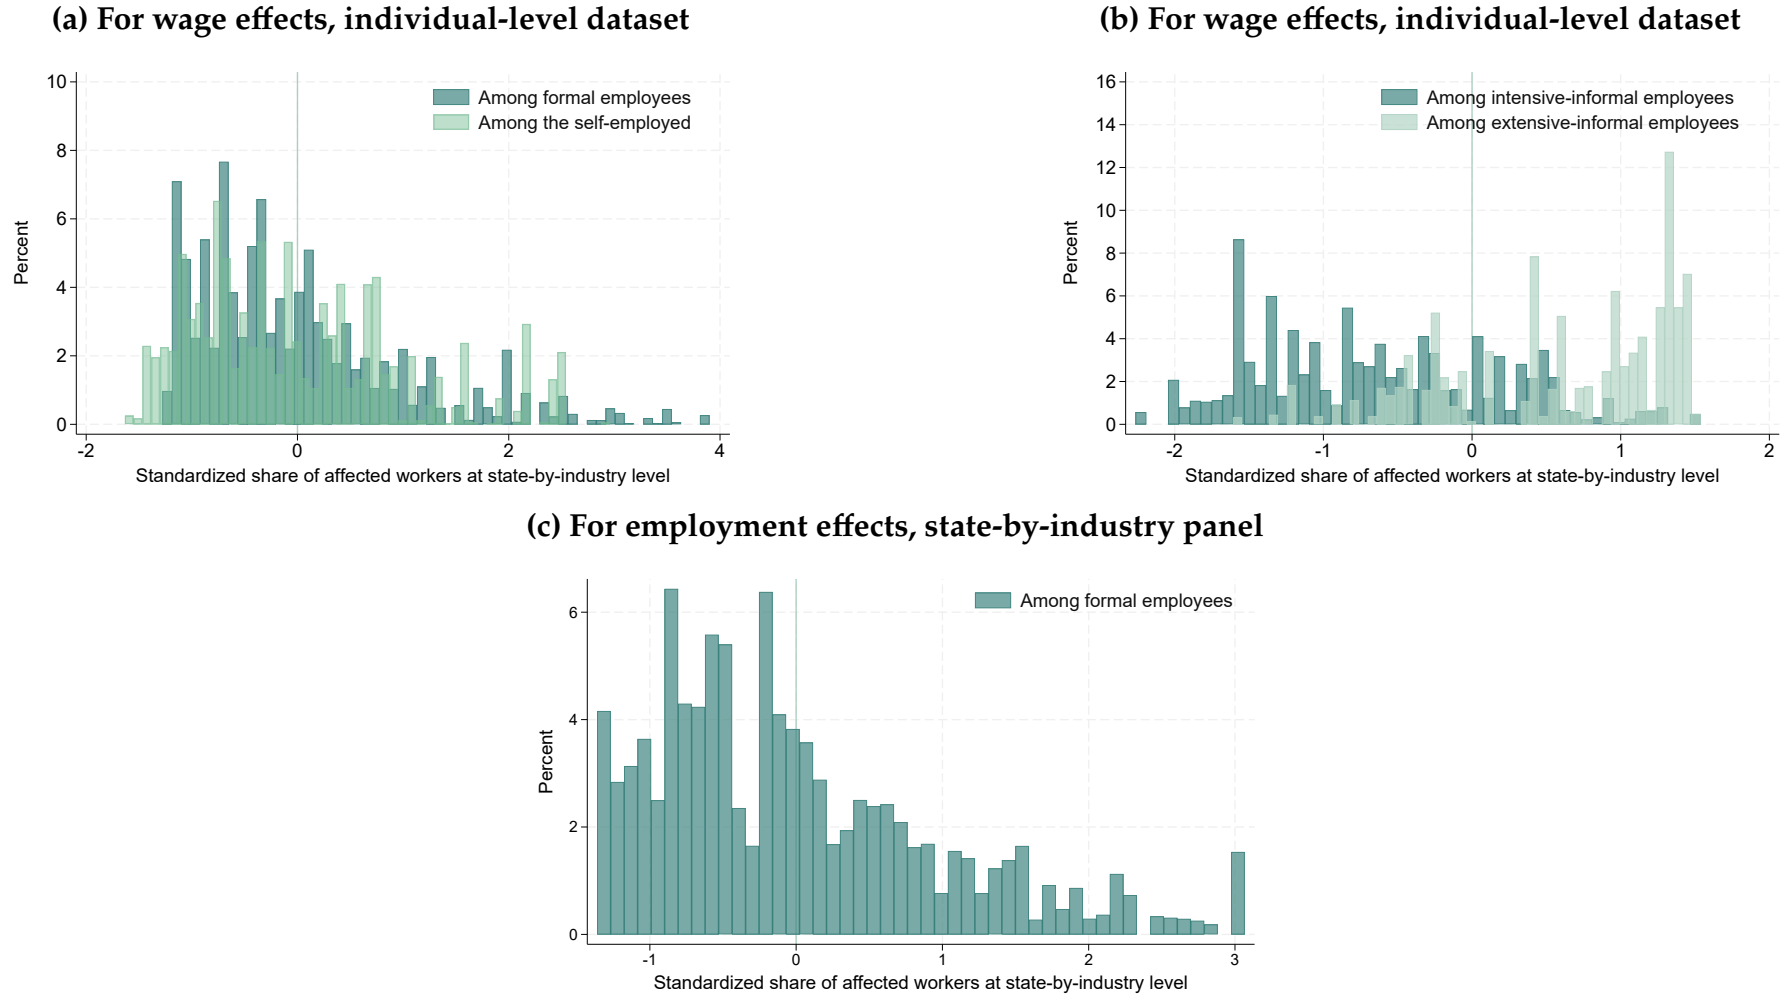 (a) For wage effects, individual-level dataset
10
8
6
4
2
0
Percent
Among formal employees
Among the self-employed
-2 0 2 4
Standardized share of affected workers at state-by-industry level
(b) For wage effects, individual-level dataset
16
14
12
10
8
6
4
2
0
Percent
Among intensive-informal employees
Among extensive-informal employees
-2 -1 0 1 2
Standardized share of affected workers at state-by-industry level
(c) For employment effects, state-by-industry panel
6
4
2
0
Percent
Among formal employees
-1 0 1 2 3
Standardized share of affected workers at state-by-industry level